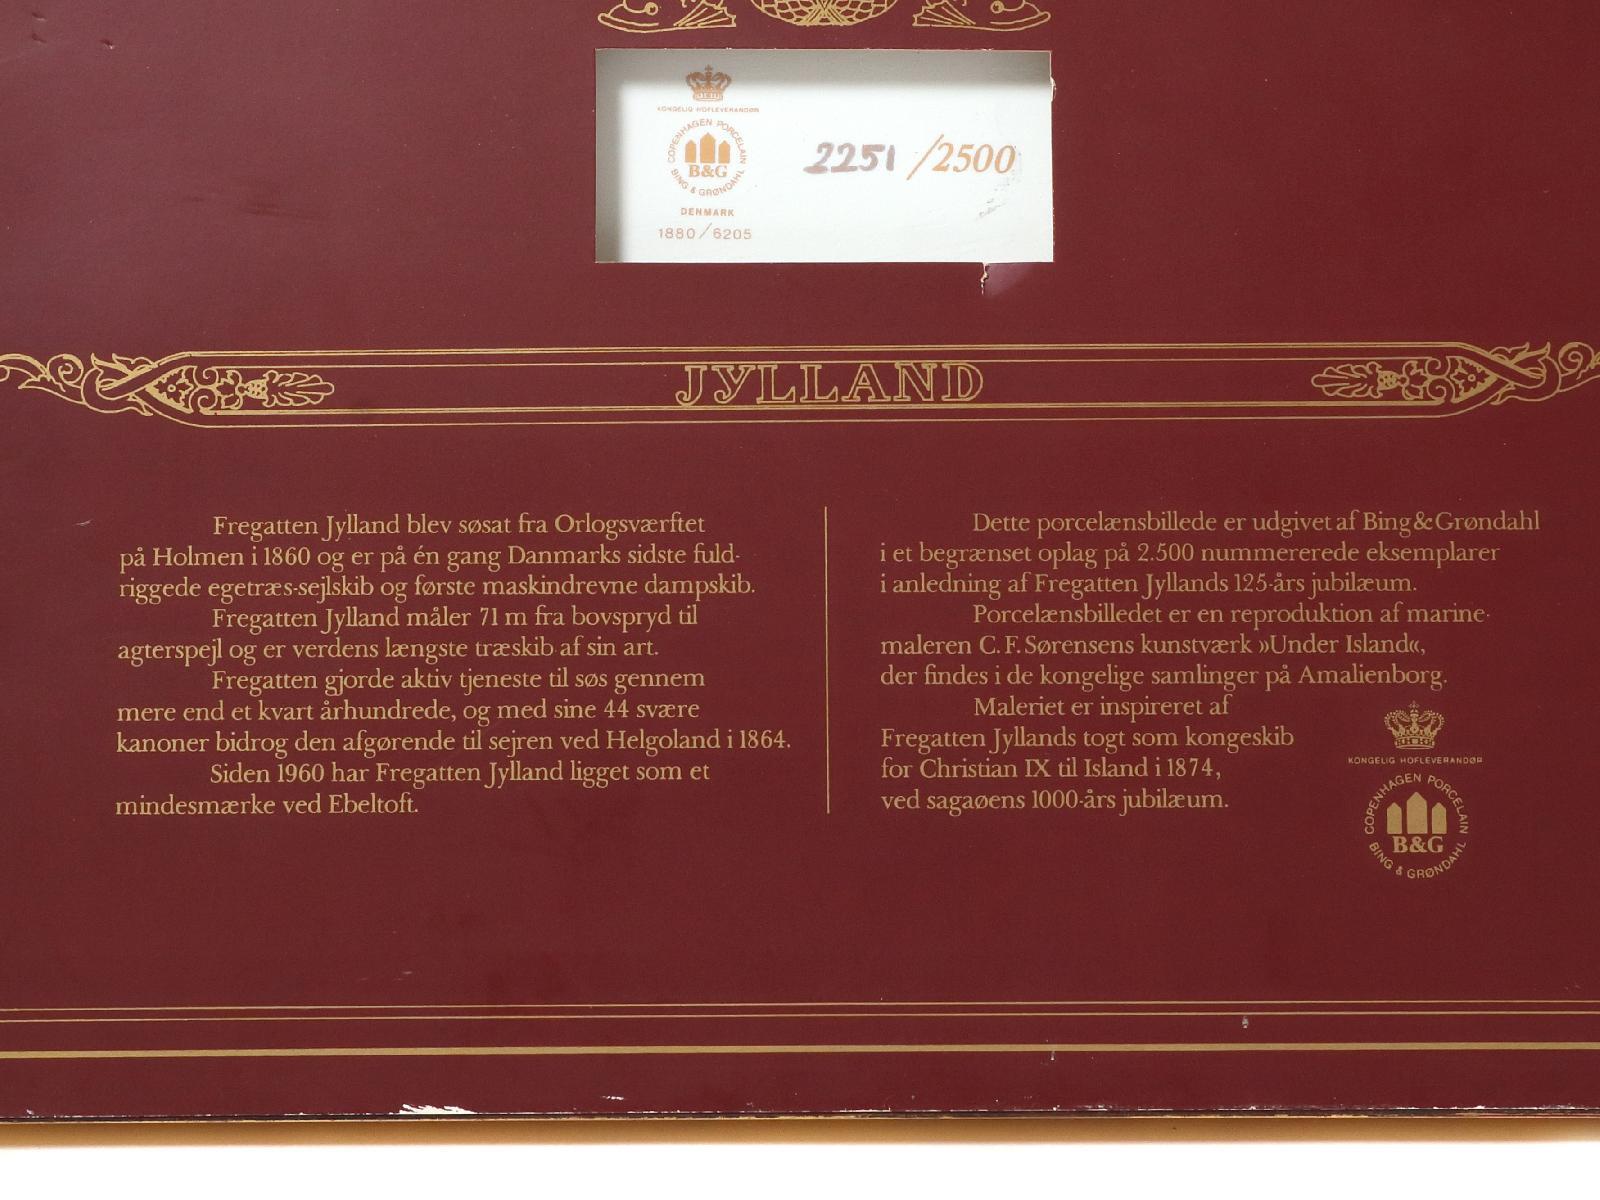 KONGELIG HOFLEVERANDØR
COPENHAGEN PORCELAIN
B&G
BING & GRØNDAHL
DENMARK
1880/6205
2251/2500
JYLLAND
Fregatten Jylland blev søsat fra Orlogsværftet
på Holmen i 1860 og er på én gang Danmarks sidste fuld-
riggede egetræs-sejlskib og første maskindrevne dampskib.
Fregatten Jylland måler 71 m fra bovspryd til
agterspejl og er verdens længste træskib af sin art.
Fregatten gjorde aktiv tjeneste til søs gennem
mere end et kvart århundrede, og med sine 44 svære
kanoner bidrog den afgørende til sejren ved Helgoland i 1864.
Siden 1960 har Fregatten Jylland ligget som et
mindesmærke ved Ebeltoft.
Dette porcelænsbillede er udgivet af Bing & Grøndahl
i et begrænset oplag på 2.500 nummererede eksemplarer
i anledning af Fregatten Jyllands 125-års jubilæum.
Porcelænsbilledet er en reproduktion af marine-
maleren C. F. Sørensens kunstværk »Under Island«,
der findes i de kongelige samlinger på Amalienborg.
Maleriet er inspireret af
Fregatten Jyllands togt som kongeskib
for Christian IX til Island i 1874,
ved sagaøens 1000-års jubilæum.
KONGELIG HOFLEVERANDØR
COPENHAGEN PORCELAIN
B&G
BING & GRØNDAHL